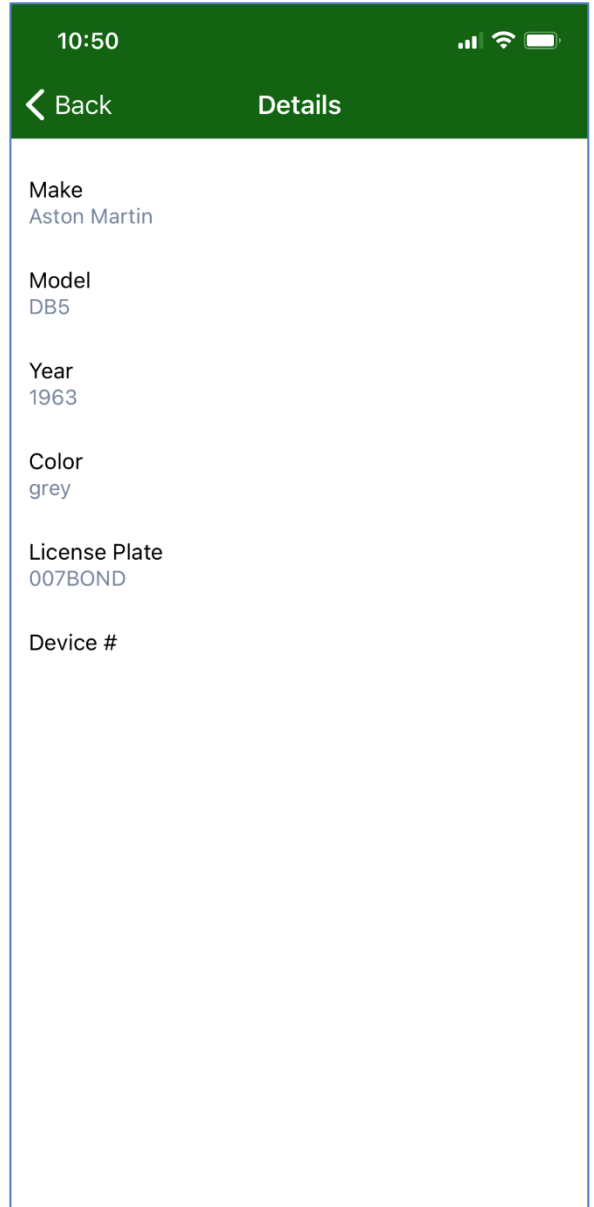 10:50
Back
Details
Make
Aston Martin
Model
DB5
Year
1963
Color
grey
License Plate
007BOND
Device #